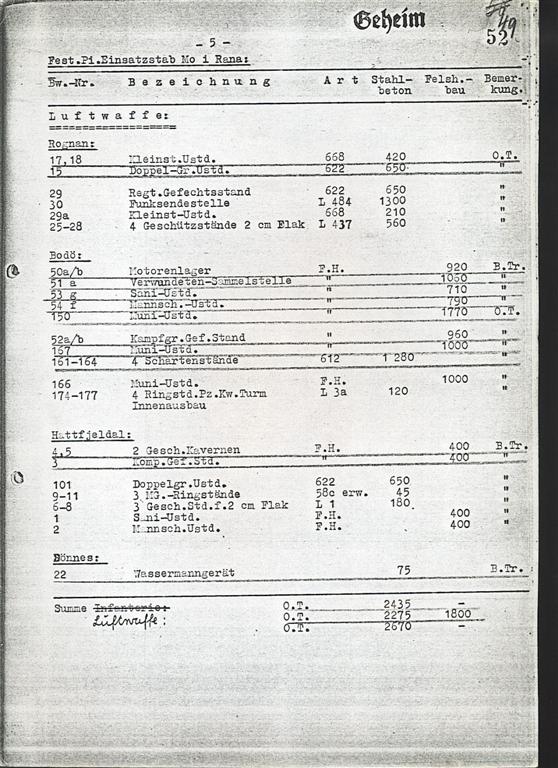 Geheim
49
52
- 5 -
Fest.Pi.Einsatzstab Mo i Rana:
Bw.-Nr. Bezeichnung Art Stahl- Felsh.- Bemer-
beton bau kung.
Luftwaffe:
Rognan:
17,18 Kleinst.Ustd. 668 420 O.T.
15 Doppel-Gr.Ustd. 622 650 "
29 Regt.Gefechtsstand 622 650 "
30 Funksendestelle L 484 1300 "
29a Kleinst-Ustd. 668 210 "
25-28 4 Geschützstände 2 cm Flak L 437 560 "
Bodö:
50a/b Motorenlager F.H. 920 B.Tr.
51 a Verwundeten-Sammelstelle " 1060 "
53 g Sani-Ustd. " 710 "
54 f Mannsch.-Ustd. " 790 "
150 Muni-Ustd. " 1770 O.T.
52a/b Kampfgr.Gef.Stand " 960 "
167 Muni-Ustd. " 1000 "
161-164 4 Schartenstände 612 1 280 "
166 Muni-Ustd. F.H. 1000 "
174-177 4 Ringstd.Pz.Kw.Turm L 3a 120 "
Innenausbau
Hattfjeldal:
4,5 2 Gesch.Kavernen F.H. 400 B.Tr.
3 Komp.Gef.Std. " 400 "
101 Doppelgr.Ustd. 622 650 "
9-11 3 MG.-Ringstände 58c erw. 45 "
6-8 3 Gesch.Std.f.2 cm Flak L 1 180. "
1 Sani-Ustd. F.H. 400 "
2 Mannsch.Ustd. F.H. 400 "
Bönnes:
22 Wassermanngerät 75 B.Tr.
Summe Infanterie: O.T. 2435 -
Luftwaffe: O.T. 2275 1800
O.T. 2670 -